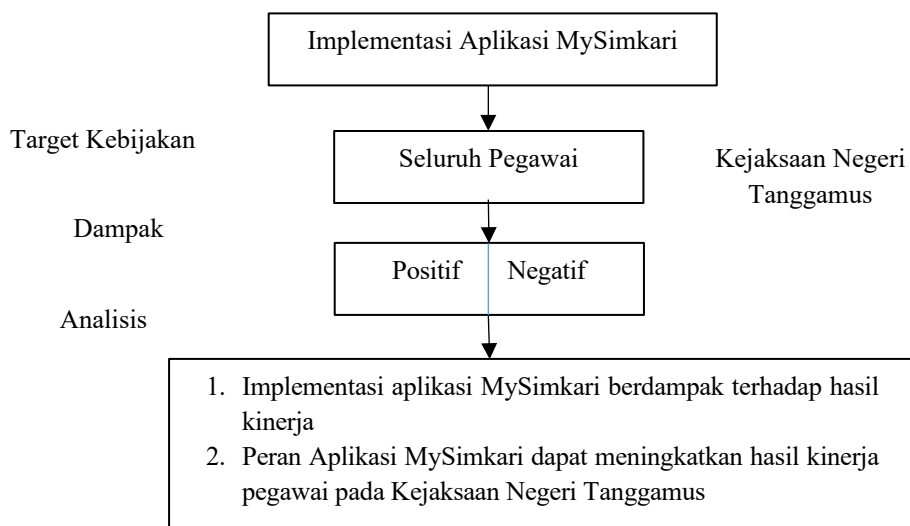 Implementasi Aplikasi MySimkari
Target Kebijakan
Seluruh Pegawai
Kejaksaan Negeri
Tanggamus
Dampak
Positif
Negatif
Analisis
1. Implementasi aplikasi MySimkari berdampak terhadap hasil
kinerja
2. Peran Aplikasi MySimkari dapat meningkatkan hasil kinerja
pegawai pada Kejaksaan Negeri Tanggamus